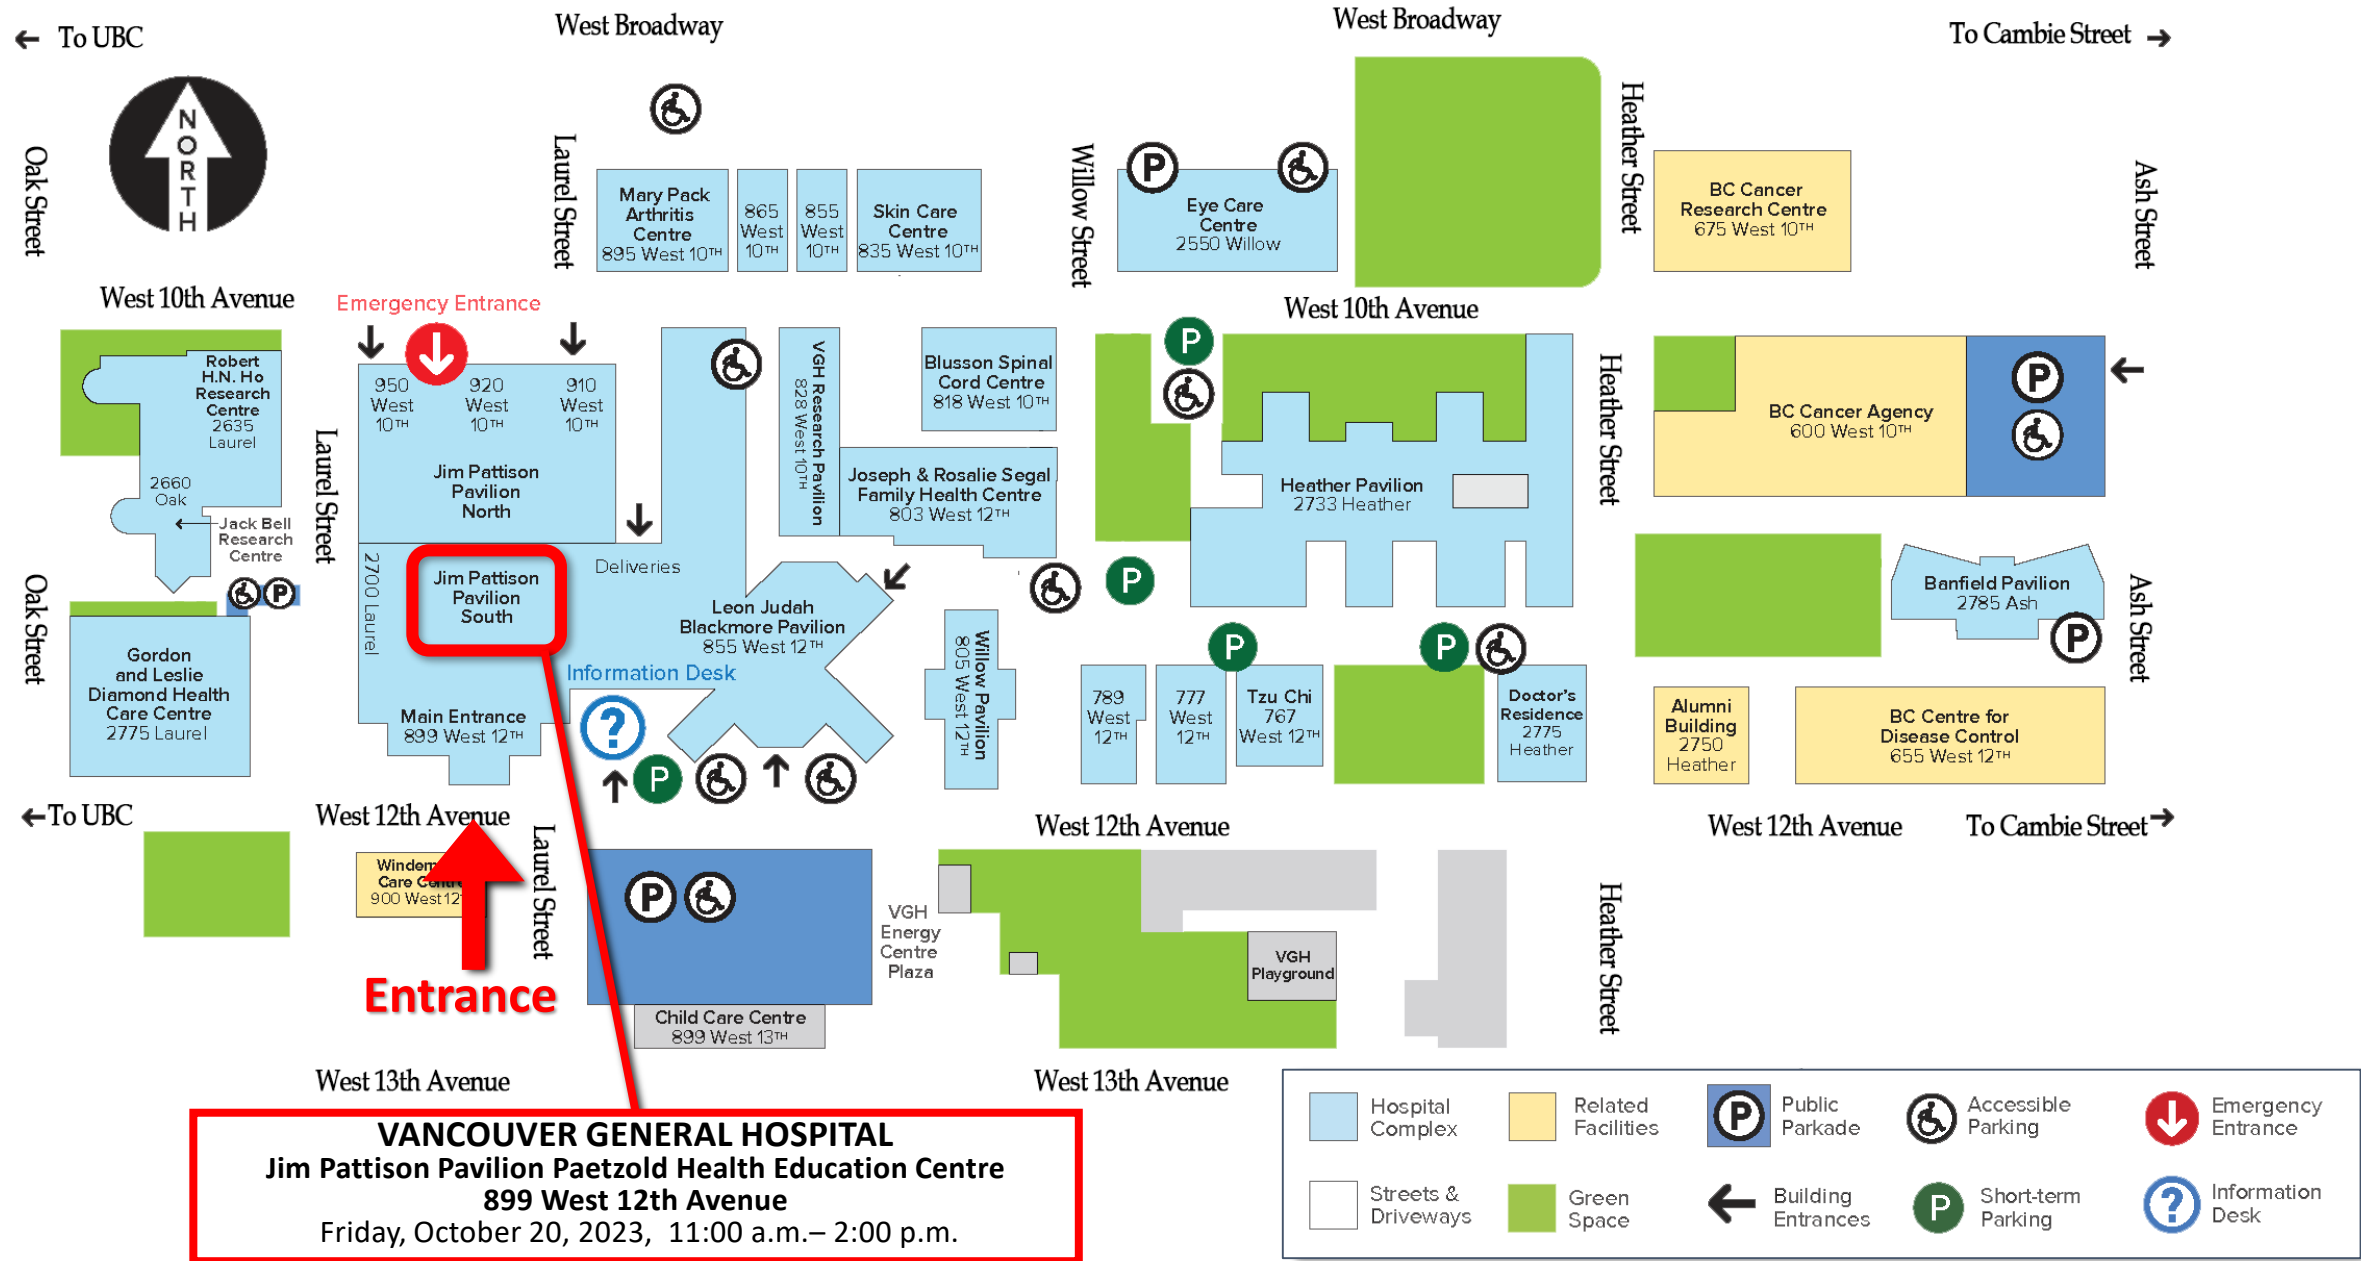 West Broadway
West Broadway
To UBC
To Cambie Street
NORTH
Oak Street
Laurel Street
Willow Street
Heather Street
Ash Street
Mary Pack
Arthritis
Centre
895 West 10TH
865
West
10TH
855
West
10TH
Skin Care
Centre
835 West 10TH
P
Eye Care
Centre
2550 Willow
BC Cancer
Research Centre
675 West 10TH
West 10th Avenue
West 10th Avenue
Emergency Entrance
Robert
H.N. Ho
Research
Centre
2635
Laurel
2660
Oak
Jack Bell
Research
Centre
P
Laurel Street
950
West
10TH
920
West
10TH
910
West
10TH
Jim Pattison
Pavilion
North
VGH Research Pavilion
828 West 10TH
Blusson Spinal
Cord Centre
818 West 10TH
Joseph & Rosalie Segal
Family Health Centre
803 West 12TH
P
Heather Pavilion
2733 Heather
Heather Street
BC Cancer Agency
600 West 10TH
P
Oak Street
2700 Laurel
Jim Pattison
Pavilion
South
Deliveries
Leon Judah
Blackmore Pavilion
855 West 12TH
P
Banfield Pavilion
2785 Ash
P
Ash Street
Gordon
and Leslie
Diamond Health
Care Centre
2775 Laurel
Information Desk
?
P
Main Entrance
899 West 12TH
Willow Pavilion
805 West 12TH
789
West
12TH
777
West
12TH
P
Tzu Chi
767
West 12TH
P
Doctor's
Residence
2775
Heather
Alumni
Building
2750
Heather
BC Centre for
Disease Control
655 West 12TH
To UBC
West 12th Avenue
West 12th Avenue
West 12th Avenue
To Cambie Street
Care
900 West 12
Laurel Street
Entrance
P
VGH
Energy
Centre
Plaza
VGH
Playground
Heather Street
Child Care Centre
899 West 13TH
West 13th Avenue
West 13th Avenue
VANCOUVER GENERAL HOSPITAL
Jim Pattison Pavilion Paetzold Health Education Centre
899 West 12th Avenue
Friday, October 20, 2023, 11:00 a.m.– 2:00 p.m.
Hospital
Complex
Related
Facilities
P
Public
Parkade
Accessible
Parking
Emergency
Entrance
Streets &
Driveways
Green
Space
Building
Entrances
P
Short-term
Parking
?
Information
Desk